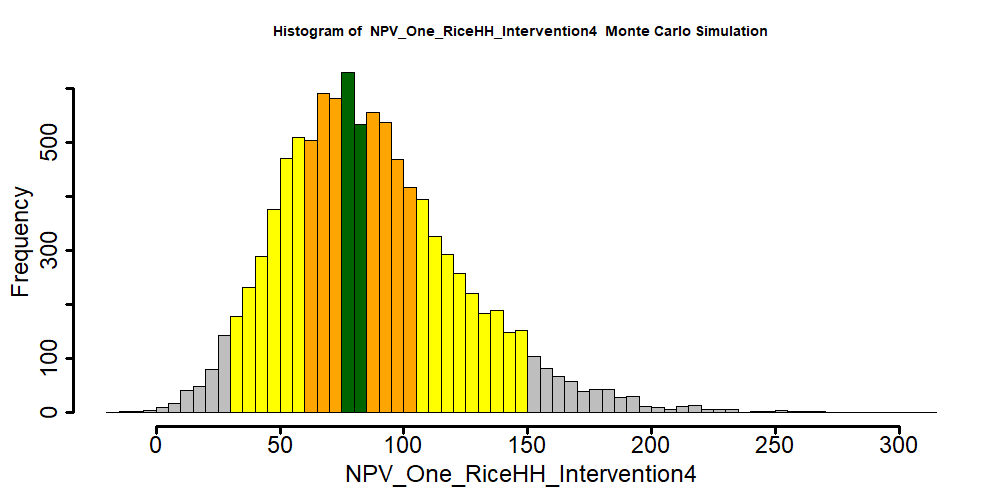 Histogram of  NPV_One_RiceHH_Intervention4  Monte Carlo Simulation
Frequency
500
300
100
0
0 50 100 150 200 250 300
NPV_One_RiceHH_Intervention4